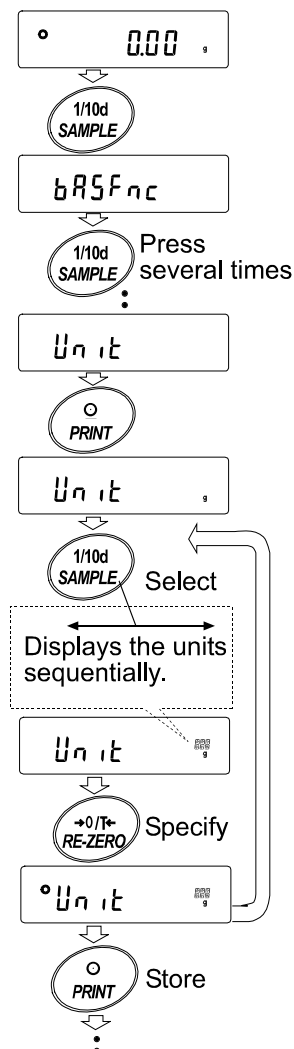 0.00 g
1/10d
SAMPLE
bASFnc
1/10d
SAMPLE
Press
several times
Unit
PRINT
Unit g
1/10d
SAMPLE
Select
Displays the units
sequentially.
Unit g
→0/T←
RE-ZERO
Specify
Unit g
PRINT
Store